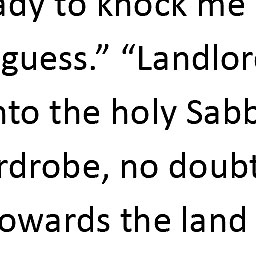 ady to knock me
guess.” “Landlor
nto the holy Sabb
rdrobe, no doubt
owards the land